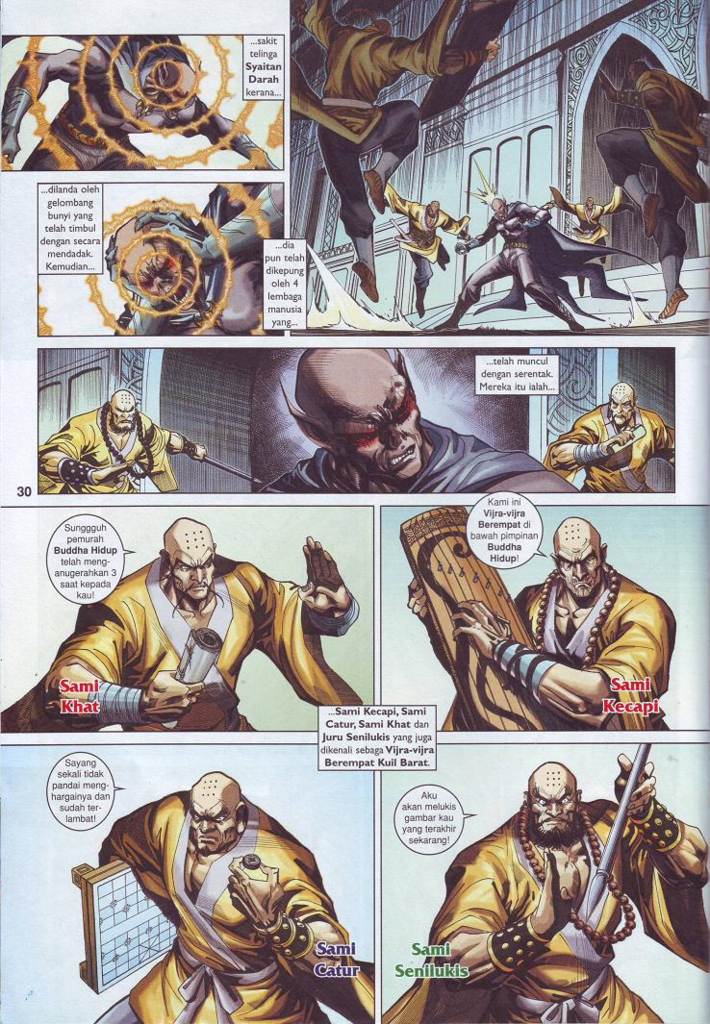 ...sakit
telinga
Syaitan
Darah
kerana...
...dilanda oleh
gelombang
bunyi yang
telah timbul
dengan secara
mendadak.
Kemudian...
...dia
pun telah
dikepung
oleh 4
lembaga
manusia
yang...
...telah muncul
dengan serentak.
Mereka itu ialah...
30
Sungguh
pemurah
Buddha Hidup
telah meng-
anugerahkan 3
saat kepada
kau!
Sami
Khat
Kami ini
Vijra-vijra
Berempat di
bawah pimpinan
Buddha
Hidup!
Sami
Kecapi
...Sami Kecapi, Sami
Catur, Sami Khat dan
Juru Senilukis yang juga
dikenali sebaga Vijra-vijra
Berempat Kuil Barat.
Sayang
sekali tidak
pandai meng-
hargainya dan
sudah ter-
lambat!
Sami
Catur
Aku
akan melukis
gambar kau
yang terakhir
sekarang!
Sami
Senilukis